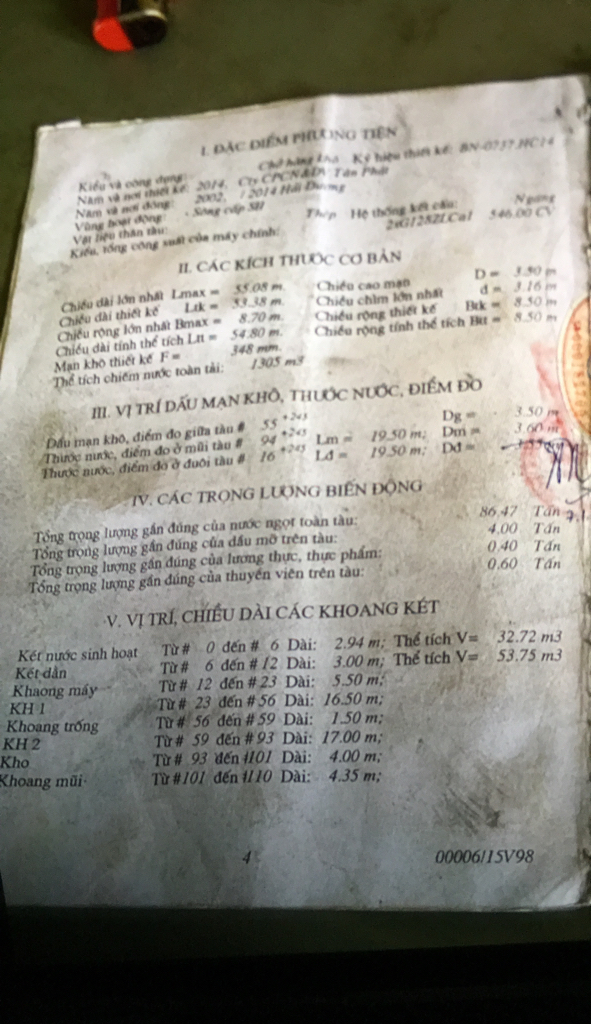 I. ĐẶC ĐIỂM PHƯƠNG TIỆN
Kiểu và công dụng: Chở hàng khô Ký hiệu thiết kế: BN-0237.HC14
Năm và nơi thiết kế: 2014, Cty CPCN&DV Tân Phát
Năm và nơi đóng: 2002, / 2014 Hải Dương
Vùng hoạt động: - Sông cấp SII
Vật liệu thân tàu: Thép Hệ thống kết cấu: Ngang
Kiểu, tổng công suất của máy chính: 546.00 CV
II. CÁC KÍCH THƯỚC CƠ BẢN
Chiều dài lớn nhất Lmax = 55.08 m. Chiều cao mạn D = 3.50 m
Chiều dài thiết kế Ltk = 53.38 m. Chiều chìm lớn nhất d = 3.16 m
Chiều rộng lớn nhất Bmax = 8.70 m. Chiều rộng thiết kế Btk = 8.50 m
Chiều dài tính thể tích Ltt = 54.80 m. Chiều rộng tính thể tích Btt = 8.50 m
Mạn khô thiết kế F = 348 mm.
Thể tích chiếm nước toàn tải: 1305 m3
III. VỊ TRÍ DẤU MẠN KHÔ, THƯỚC NƯỚC, ĐIỂM ĐO
Dấu mạn khô, điểm đo giữa tàu # 55 +245 Dg = 3.50 m
Thước nước, điểm đo ở mũi tàu # 94 +245 Lm = 19.50 m; Dm = 3.60 m
Thước nước, điểm đo ở đuôi tàu # 16 +245 Lđ = 19.50 m; Dđ =
IV. CÁC TRỌNG LƯỢNG BIẾN ĐỘNG
Tổng trọng lượng gần đúng của nước ngọt toàn tàu: 86.47 Tấn
Tổng trọng lượng gần đúng của dầu mỡ trên tàu: 4.00 Tấn
Tổng trọng lượng gần đúng của lương thực, thực phẩm: 0.40 Tấn
Tổng trọng lượng gần đúng của thuyền viên trên tàu: 0.60 Tấn
V. VỊ TRÍ, CHIỀU DÀI CÁC KHOANG KÉT
Két nước sinh hoạt Từ # 0 đến # 6 Dài: 2.94 m; Thể tích V= 32.72 m3
Két dằn Từ # 6 đến # 12 Dài: 3.00 m; Thể tích V= 53.75 m3
Khaong máy Từ # 12 đến # 23 Dài: 5.50 m;
KH 1 Từ # 23 đến # 56 Dài: 16.50 m;
Khoang trống Từ # 56 đến # 59 Dài: 1.50 m;
KH 2 Từ # 59 đến # 93 Dài: 17.00 m;
Kho Từ # 93 đến #101 Dài: 4.00 m;
Khoang mũi Từ #101 đến #110 Dài: 4.35 m;
4 00006/15V98